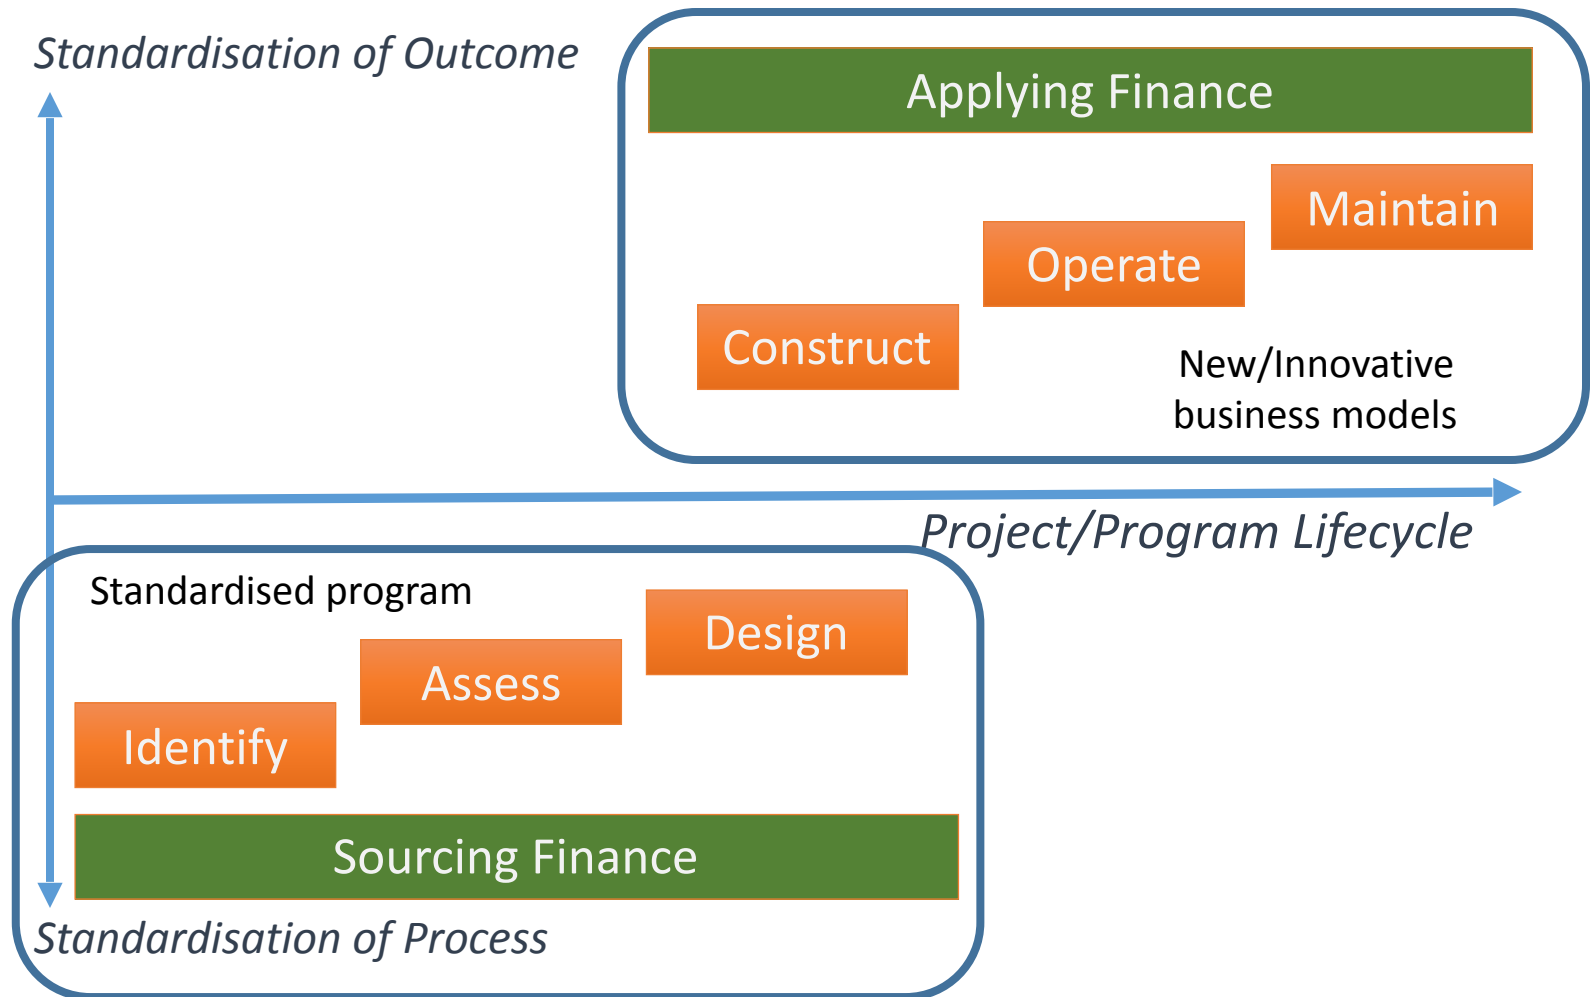 Standardisation of Outcome
Applying Finance
Maintain
Operate
Construct
New/Innovative
business models
Project/Program Lifecycle
Standardised program
Design
Assess
Identify
Sourcing Finance
Standardisation of Process